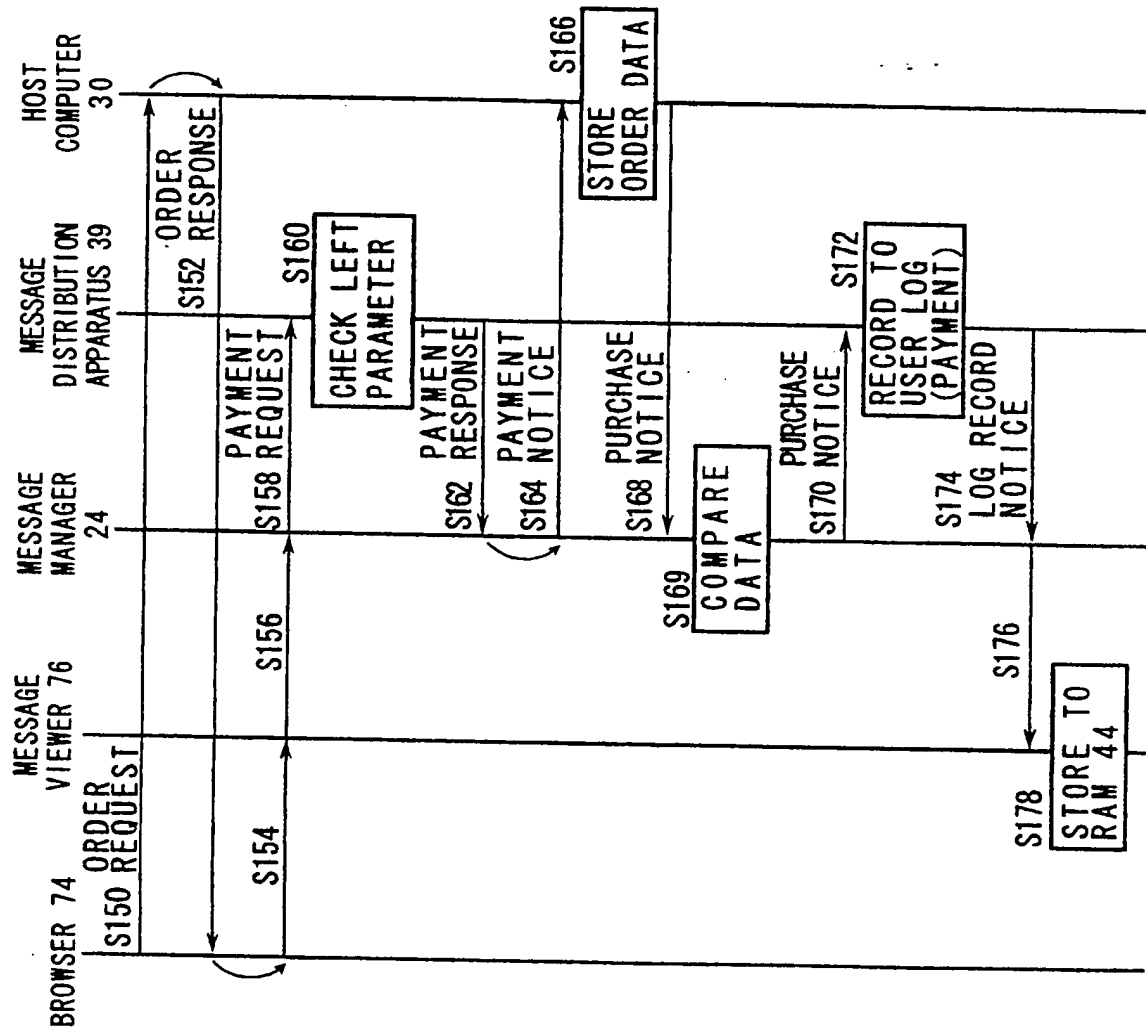 BROWSER 74
MESSAGE
VIEWER 76
MESSAGE
MANAGER
24
MESSAGE
DISTRIBUTION
APPARATUS 39
HOST
COMPUTER
30
S150 ORDER
REQUEST
S152 ORDER
RESPONSE
S154
S156
S158 PAYMENT
REQUEST
S160
CHECK LEFT
PARAMETER
S162 PAYMENT
RESPONSE
S164 PAYMENT
NOTICE
S166
STORE
ORDER DATA
S168 PURCHASE
NOTICE
S169
COMPARE
DATA
PURCHASE
S170 NOTICE
S172
RECORD TO
USER LOG
(PAYMENT)
S174
LOG RECORD
NOTICE
S176
S178
STORE TO
RAM 44